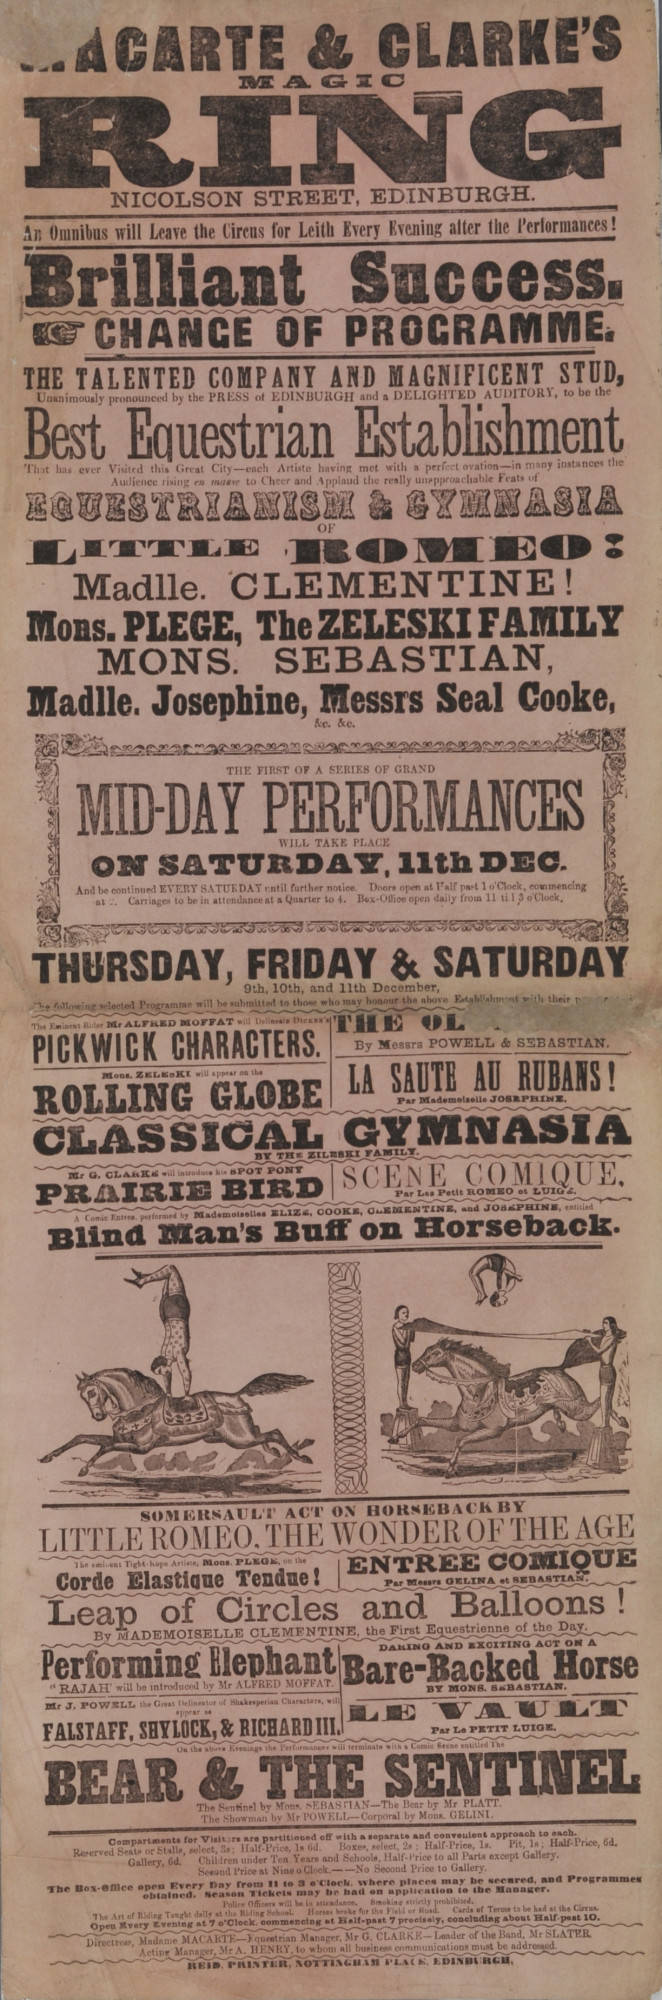 MACARTE & CLARKE'S
MAGIC
RING
NICOLSON STREET, EDINBURGH.
An Omnibus will Leave the Circus for Leith Every Evening after the Performances!
Brilliant Success.
CHANGE OF PROGRAMME.
THE TALENTED COMPANY AND MAGNIFICENT STUD,
Unanimously pronounced by the PRESS of EDINBURGH and a DELIGHTED AUDITORY, to be the
Best Equestrian Establishment
That has ever Visited this Great City—each Artiste having met with a perfect ovation—in many instances the
Audience rising en masse to Cheer and Applaud the really unapproachable Feats of
EQUESTRIANISM & GYMNASIA
OF
LITTLE ROMEO!
Madlle. CLEMENTINE!
Mons. PLEGE, The ZELESKI FAMILY
MONS. SEBASTIAN,
Madlle. Josephine, Messrs Seal Cooke,
&c. &c.
THE FIRST OF A SERIES OF GRAND
MID-DAY PERFORMANCES
WILL TAKE PLACE
ON SATURDAY, 11th DEC.
And be continued EVERY SATURDAY until further notice. Doors open at Half past 1 o'Clock, commencing
at 2. Carriages to be in attendance at a Quarter to 4. Box-Office open daily from 11 till 3 o'Clock.
THURSDAY, FRIDAY & SATURDAY
9th, 10th, and 11th December,
The following selected Programme will be submitted to those who may honour the above Establishment with their
The Eminent Rider Mr ALFRED MOFFAT will Delineate DICKENS'S
PICKWICK CHARACTERS.
THE OL
By Messrs POWELL & SEBASTIAN.
Mons. ZELESKI will appear on the
ROLLING GLOBE
LA SAUTE AU RUBANS!
Par Mademoiselle JOSEPHINE.
CLASSICAL GYMNASIA
BY THE ZILESKI FAMILY.
Mr G. CLARKE will introduce his SPOT PONY
PRAIRIE BIRD
SCENE COMIQUE,
Par Les Petit ROMEO et LUIGE.
A Comic Entree, performed by Mademoiselles ELIZE, COOKE, CLEMENTINE, and JOSEPHINE, entitled
Blind Man's Buff on Horseback.
SOMERSAULT ACT ON HORSEBACK BY
LITTLE ROMEO, THE WONDER OF THE AGE
The eminent Tight-rope Artiste, Mons. PLEGE, on the
Corde Elastique Tendue!
ENTREE COMIQUE
Par Messrs GELINA et SEBASTIAN.
Leap of Circles and Balloons!
By MADEMOISELLE CLEMENTINE, the First Equestrienne of the Day.
Performing Elephant
"RAJAH" will be introduced by Mr ALFRED MOFFAT.
DARING AND EXCITING ACT ON A
Bare-Backed Horse
BY MONS. SEBASTIAN.
Mr J. POWELL the Great Delineator of Shakesperian Characters, will
appear as
FALSTAFF, SHYLOCK, & RICHARD III.
LE VAULT
Par Le PETIT LUIGE.
On the above Evenings the Performances will terminate with a Comic Scene entitled The
BEAR & THE SENTINEL
The Sentinel by Mons. SEBASTIAN—The Bear by Mr PLATT.
The Showman by Mr POWELL—Corporal by Mons. GELINI.
Compartments for Visitors are partitioned off with a separate and convenient approach to each.
Reserved Seats or Stalls, select, 3s; Half-Price, 1s 6d. Boxes, select, 2s; Half-Price, 1s. Pit, 1s; Half-Price, 6d.
Gallery, 6d. Children under Ten Years and Schools, Half-Price to all Parts except Gallery.
Second Price at Nine o'Clock.——No Second Price to Gallery.
The Box-office open Every Day from 11 to 3 o'Clock, where places may be secured, and Programmes
obtained. Season Tickets may be had on application to the Manager.
Police Officers will be in attendance. Smoking strictly prohibited.
The Art of Riding Taught daily at the Riding School. Horses broke for the Field or Road. Cards of Terms to be had at the Circus.
Open Every Evening at 7 o'Clock, commencing at Half-past 7 precisely, concluding about Half-past 10.
Directress, Madame MACARTE—Equestrian Manager, Mr G. CLARKE—Leader of the Band, Mr SLATER.
Acting Manager, Mr A. HENRY, to whom all business communications must be addressed.
REID, PRINTER, NOTTINGHAM PLACE, EDINBURGH,